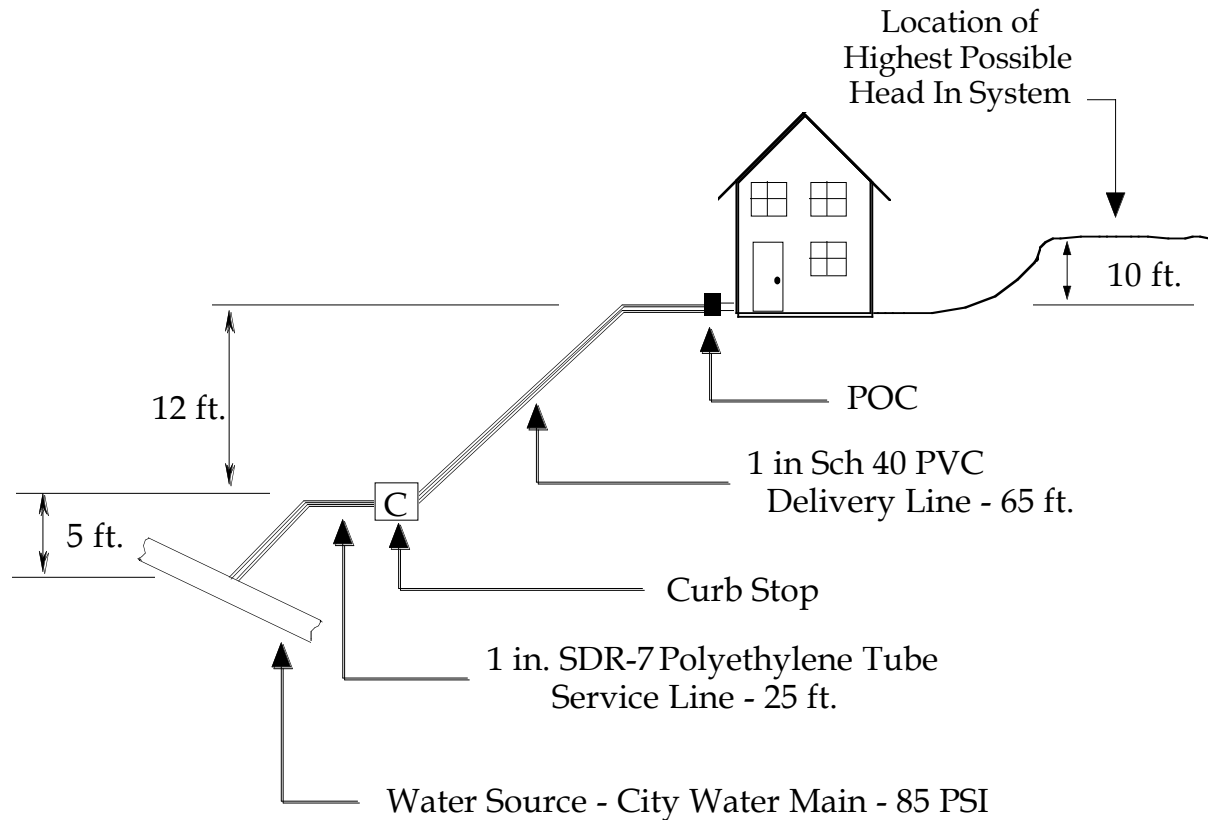 Location of
Highest Possible
Head In System
10 ft.
12 ft.
POC
1 in Sch 40 PVC
Delivery Line - 65 ft.
C
5 ft.
Curb Stop
1 in. SDR-7 Polyethylene Tube
Service Line - 25 ft.
Water Source - City Water Main - 85 PSI